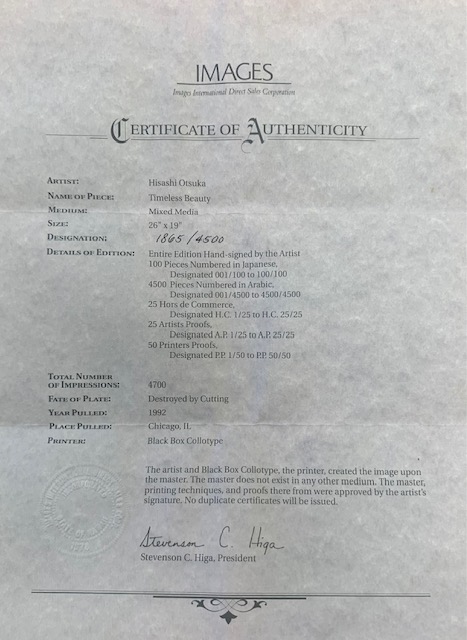 IMAGES
Images International Direct Sales Corporation
CERTIFICATE OF AUTHENTICITY
ARTIST: Hisashi Otsuka
NAME OF PIECE: Timeless Beauty
MEDIUM: Mixed Media
SIZE: 26" x 19"
DESIGNATION: 1865/4500
DETAILS OF EDITION: Entire Edition Hand-signed by the Artist
100 Pieces Numbered in Japanese,
Designated 001/100 to 100/100
4500 Pieces Numbered in Arabic,
Designated 001/4500 to 4500/4500
25 Hors de Commerce,
Designated H.C. 1/25 to H.C. 25/25
25 Artists Proofs,
Designated A.P. 1/25 to A.P. 25/25
50 Printers Proofs,
Designated P.P. 1/50 to P.P. 50/50
TOTAL NUMBER
OF IMPRESSIONS: 4700
FATE OF PLATE: Destroyed by Cutting
YEAR PULLED: 1992
PLACE PULLED: Chicago, IL
PRINTER: Black Box Collotype
The artist and Black Box Collotype, the printer, created the image upon
the master. The master does not exist in any other medium. The master,
printing techniques, and proofs there from were approved by the artist's
signature. No duplicate certificates will be issued.
Stevenson C. Higa
Stevenson C. Higa, President